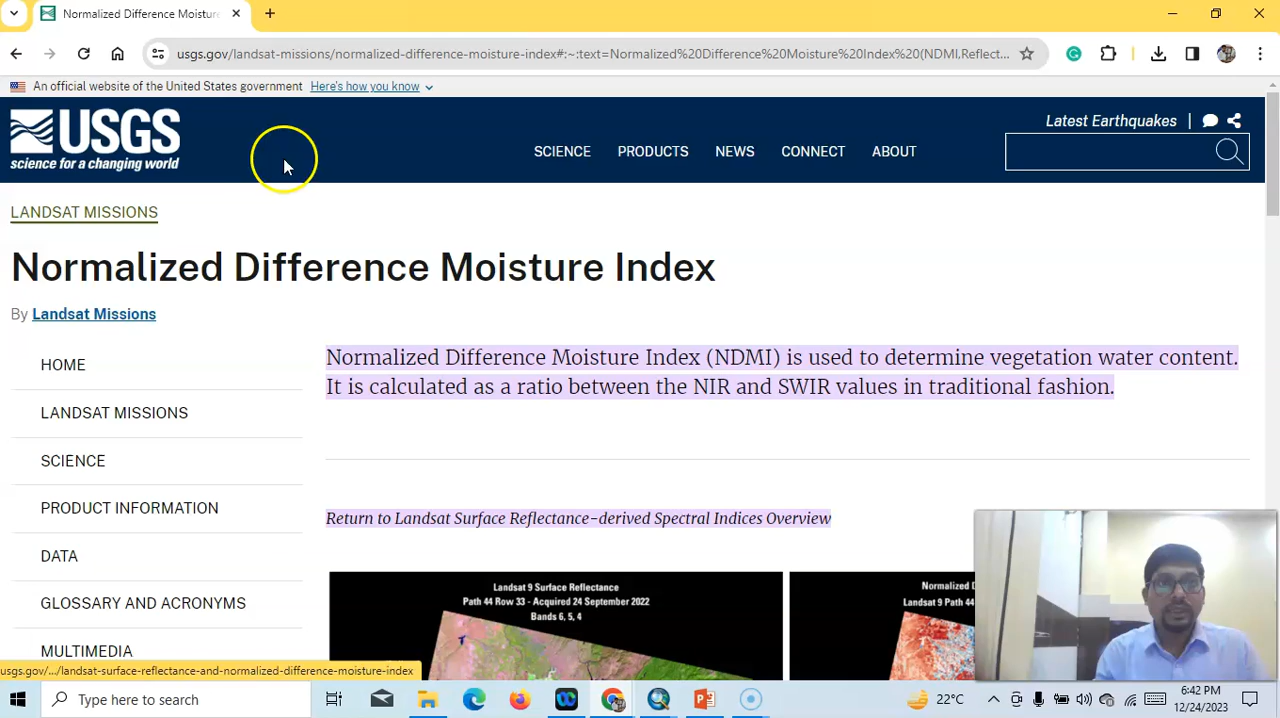 Normalized Difference Moisture
usgs.gov/landsat-missions/normalized-difference-moisture-index#:~:text=Normalized%20Difference%20Moisture%20Index%20(NDMI,Reflect...
An official website of the United States government Here's how you know
USGS
science for a changing world
SCIENCE PRODUCTS NEWS CONNECT ABOUT
Latest Earthquakes |
LANDSAT MISSIONS
Normalized Difference Moisture Index
By Landsat Missions
HOME
LANDSAT MISSIONS
SCIENCE
PRODUCT INFORMATION
DATA
GLOSSARY AND ACRONYMS
MULTIMEDIA
Normalized Difference Moisture Index (NDMI) is used to determine vegetation water content.
It is calculated as a ratio between the NIR and SWIR values in traditional fashion.
Return to Landsat Surface Reflectance-derived Spectral Indices Overview
Landsat 9 Surface Reflectance
Path 44 Row 33 - Acquired 24 September 2022
Bands 6, 5, 4
Normalized D
Landsat 9 Path 44
usgs.gov/.../landsat-surface-reflectance-and-normalized-difference-moisture-index
Type here to search
22°C
6:42 PM
12/24/2023